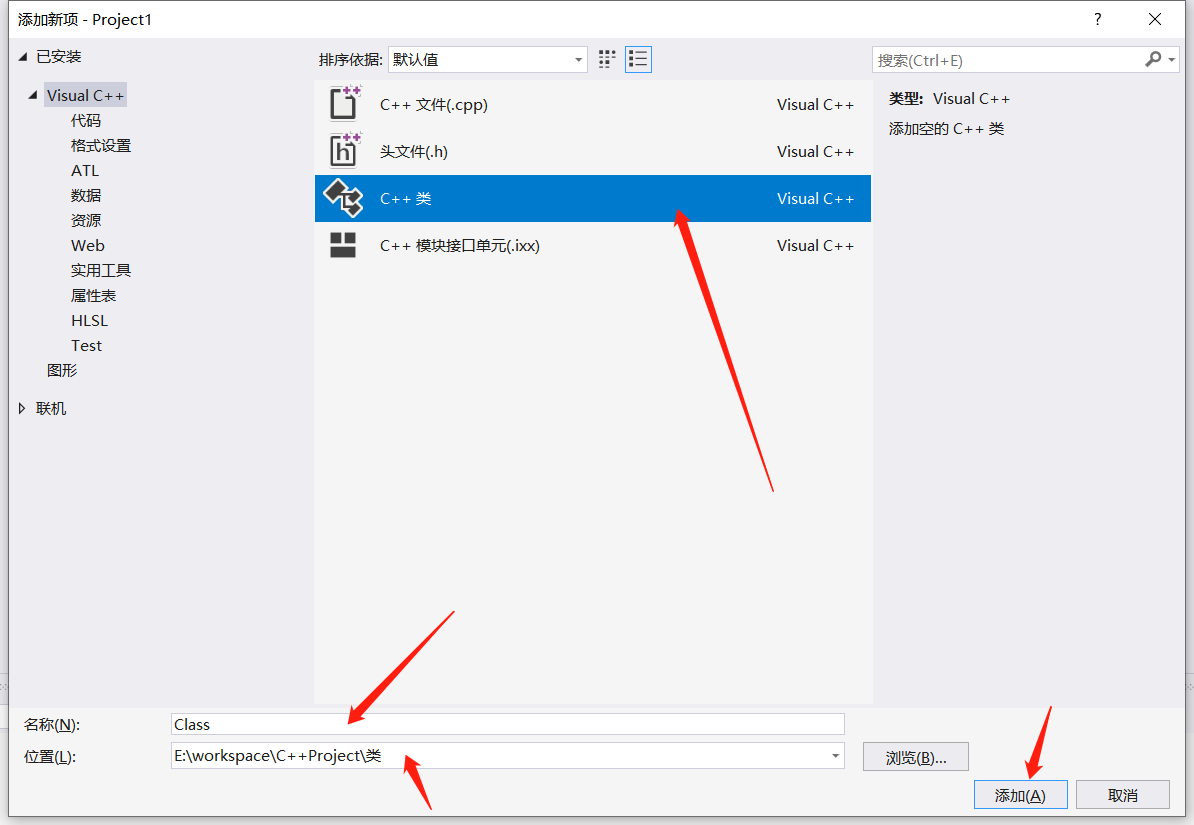 添加新项 - Project1
?
已安装
Visual C++
代码
格式设置
ATL
数据
资源
Web
实用工具
属性表
HLSL
Test
图形
联机
排序依据: 默认值
C++ 文件(.cpp) Visual C++
头文件(.h) Visual C++
C++ 类 Visual C++
C++ 模块接口单元(.ixx) Visual C++
搜索(Ctrl+E)
类型: Visual C++
添加空的 C++ 类
名称(N): Class
位置(L): E:\workspace\C++Project\类
浏览(B)...
添加(A) 取消